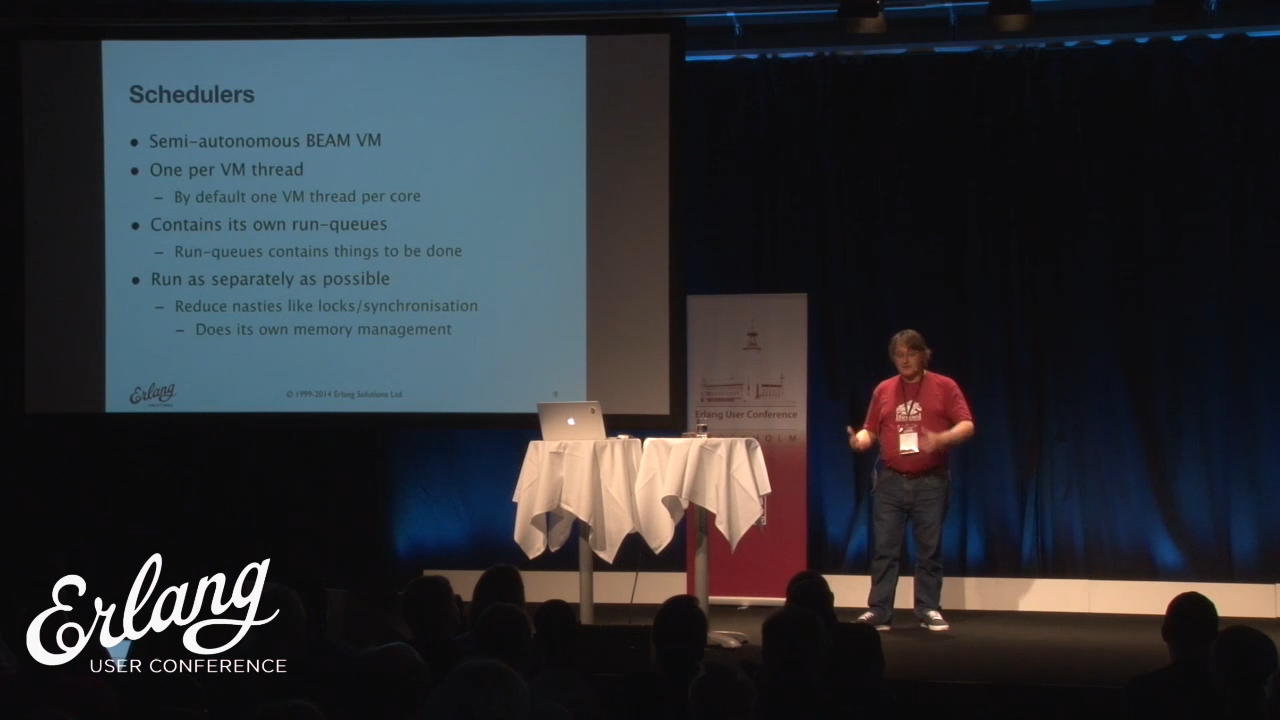 Schedulers
• Semi-autonomous BEAM VM
• One per VM thread
– By default one VM thread per core
• Contains its own run-queues
– Run-queues contains things to be done
• Run as separately as possible
– Reduce nasties like locks/synchronisation
– Does its own memory management
Erlang
© 1999-2014 Erlang Solutions Ltd.
Erlang User Conference
Erlang
USER CONFERENCE